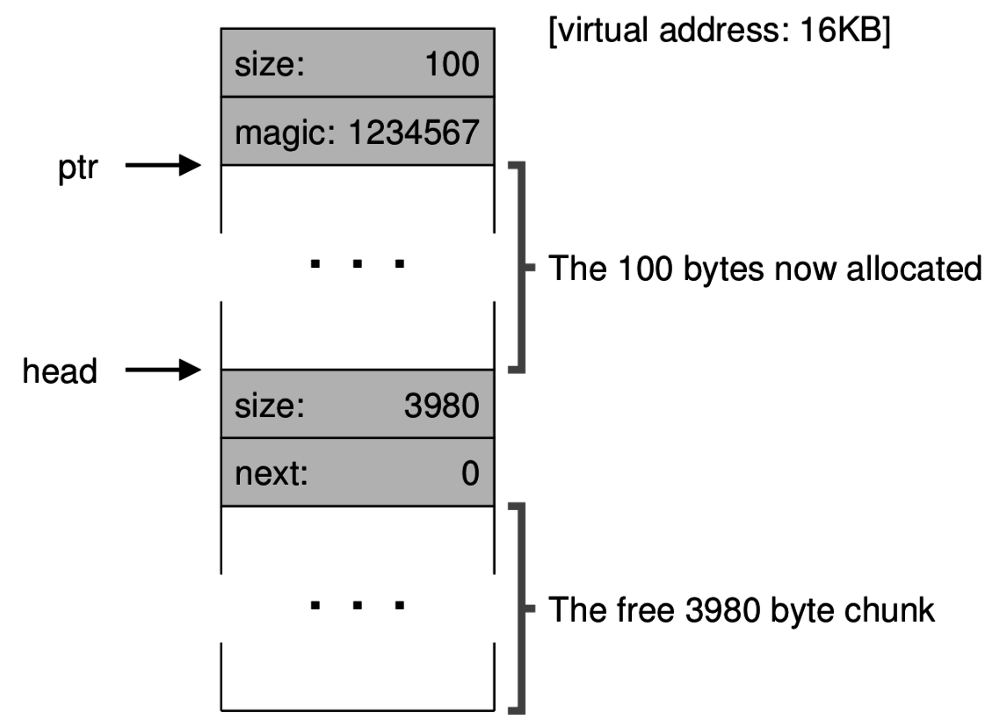 [virtual address: 16KB]
size: 100
magic: 1234567
ptr
. . .
The 100 bytes now allocated
head
size: 3980
next: 0
. . .
The free 3980 byte chunk